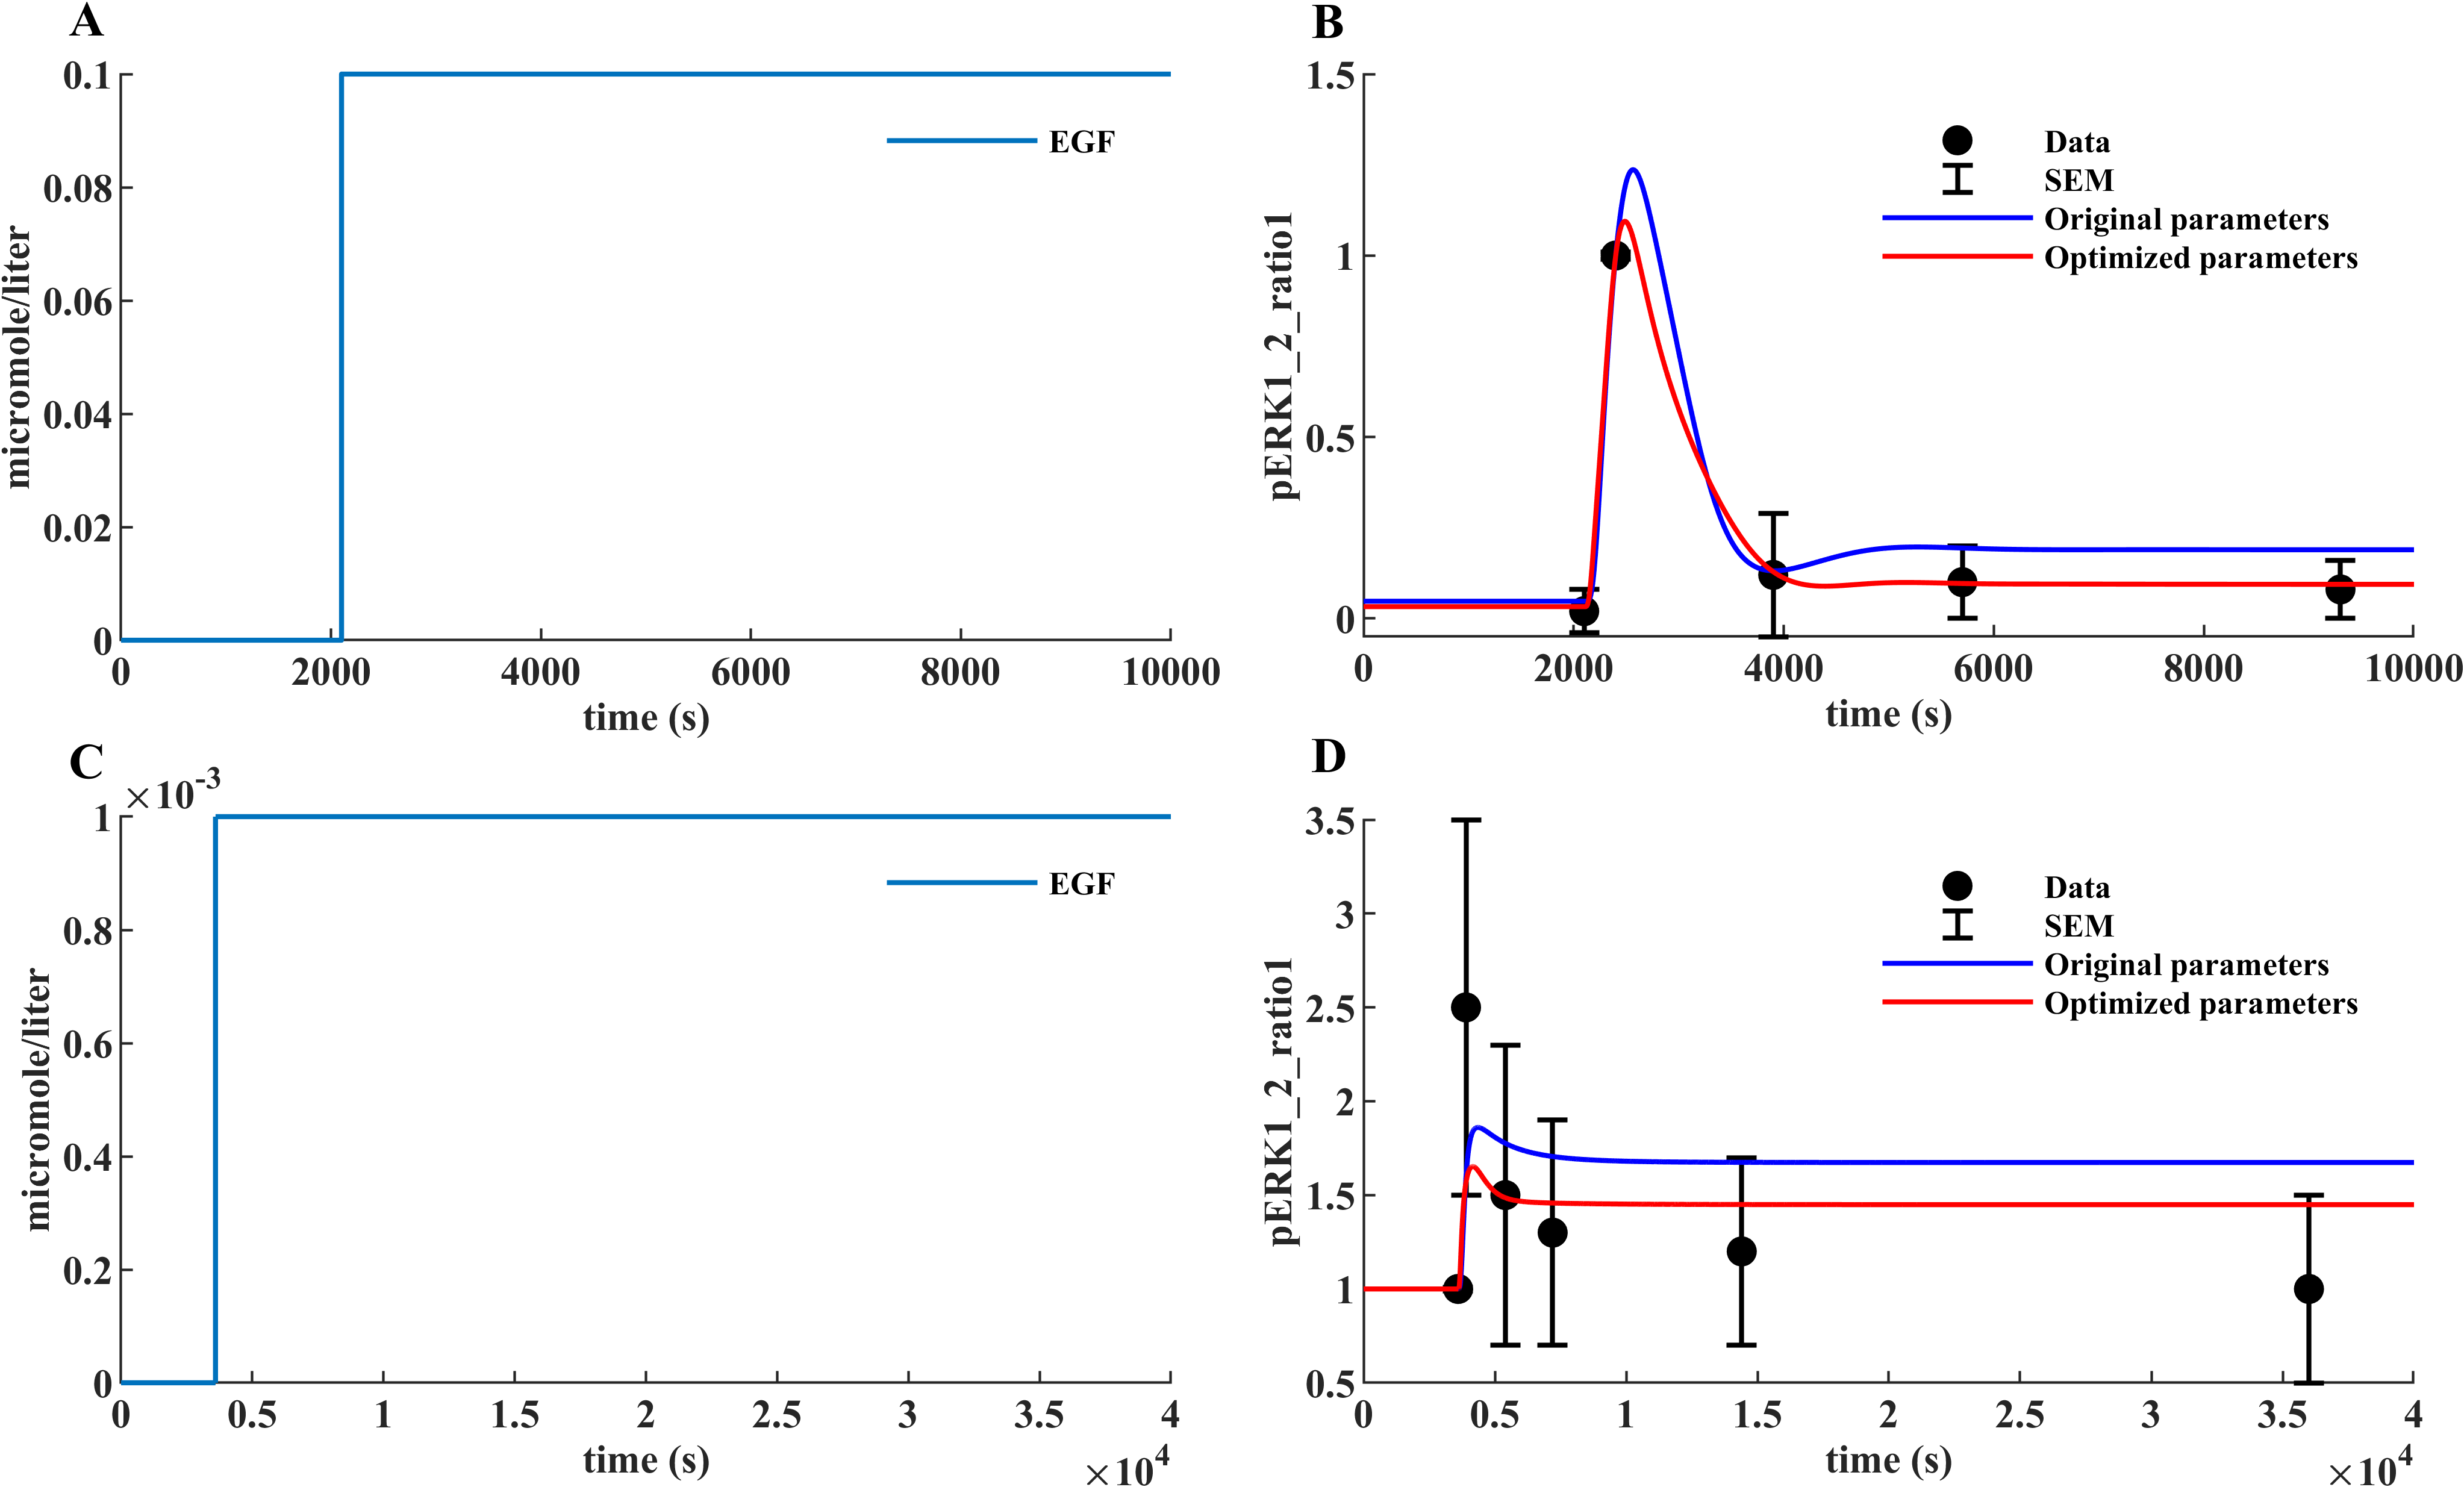 A
micromole/liter
0.1
0.08
0.06
0.04
0.02
0
EGF
0 2000 4000 6000 8000 10000
time (s)
B
pERK1_2_ratio1
1.5
1
0.5
0
Data
SEM
Original parameters
Optimized parameters
0 2000 4000 6000 8000 10000
time (s)
C
×10-3
micromole/liter
1
0.8
0.6
0.4
0.2
0
EGF
0 0.5 1 1.5 2 2.5 3 3.5 4
time (s)
×104
D
pERK1_2_ratio1
3.5
3
2.5
2
1.5
1
0.5
Data
SEM
Original parameters
Optimized parameters
0 0.5 1 1.5 2 2.5 3 3.5 4
time (s)
×104